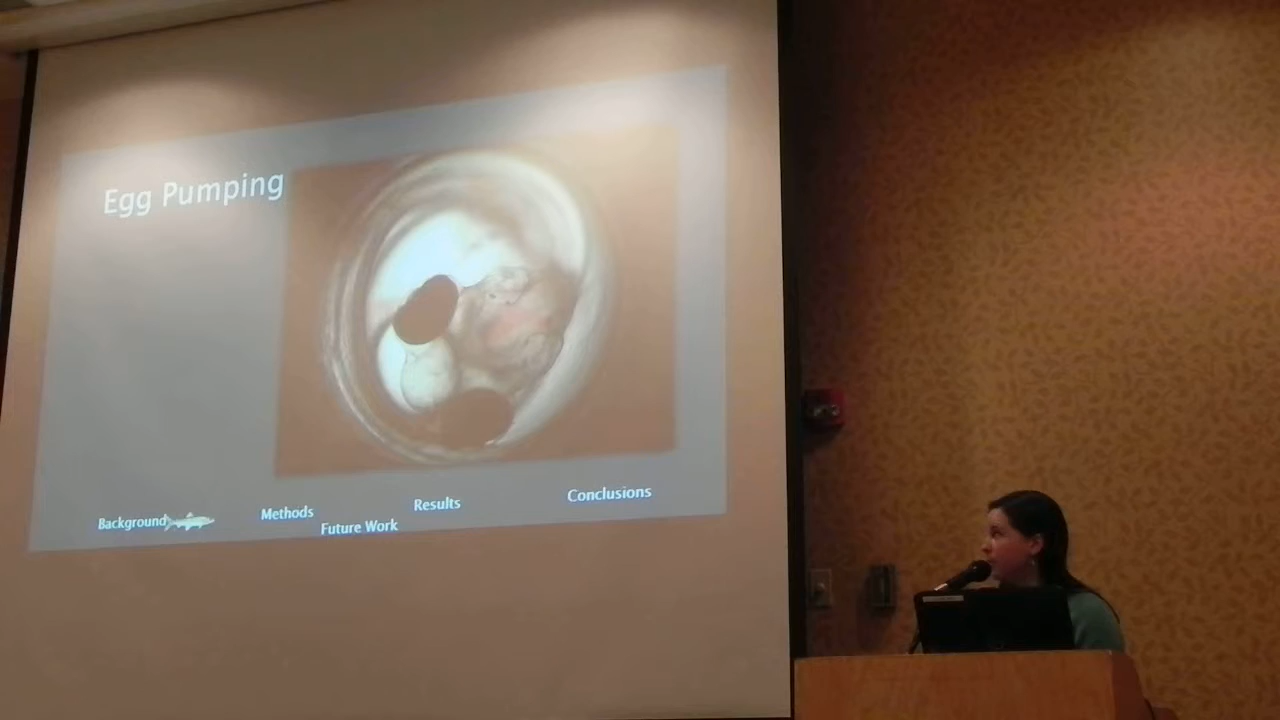 Egg Pumping
Background
Methods
Results
Conclusions
Future Work